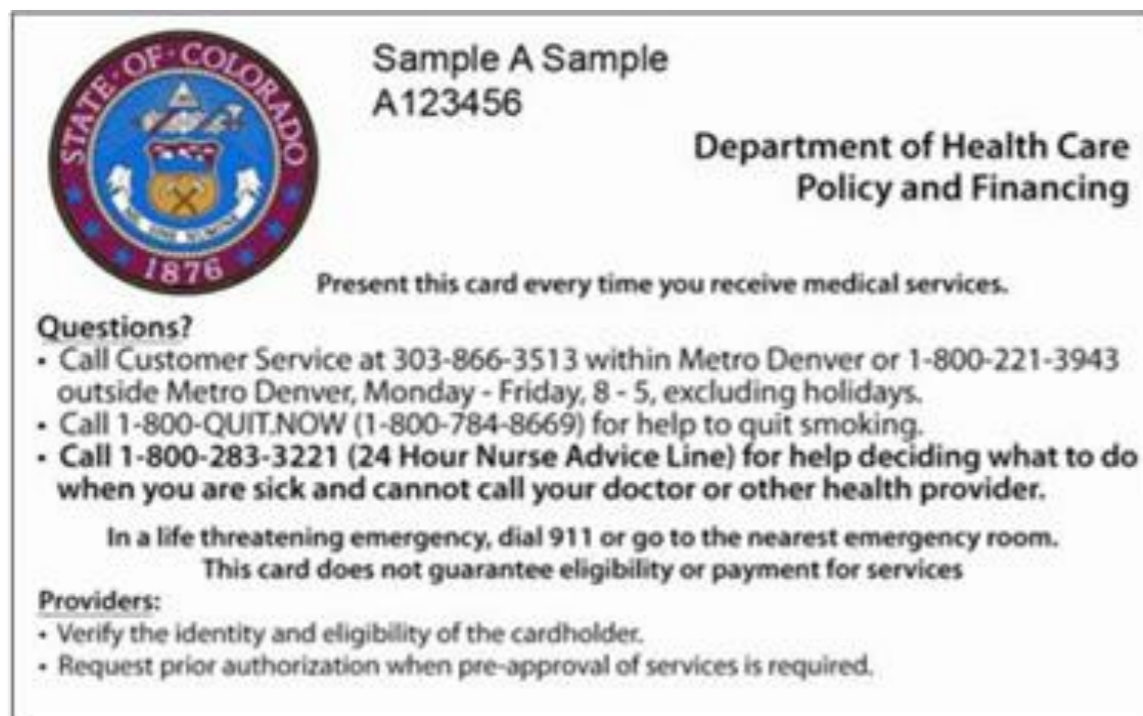 STATE OF COLORADO
1876
Sample A Sample
A123456
Department of Health Care
Policy and Financing
Present this card every time you receive medical services.
Questions?
• Call Customer Service at 303-866-3513 within Metro Denver or 1-800-221-3943
outside Metro Denver, Monday - Friday, 8 - 5, excluding holidays.
• Call 1-800-QUIT.NOW (1-800-784-8669) for help to quit smoking.
• Call 1-800-283-3221 (24 Hour Nurse Advice Line) for help deciding what to do
when you are sick and cannot call your doctor or other health provider.
In a life threatening emergency, dial 911 or go to the nearest emergency room.
This card does not guarantee eligibility or payment for services
Providers:
• Verify the identity and eligibility of the cardholder.
• Request prior authorization when pre-approval of services is required.